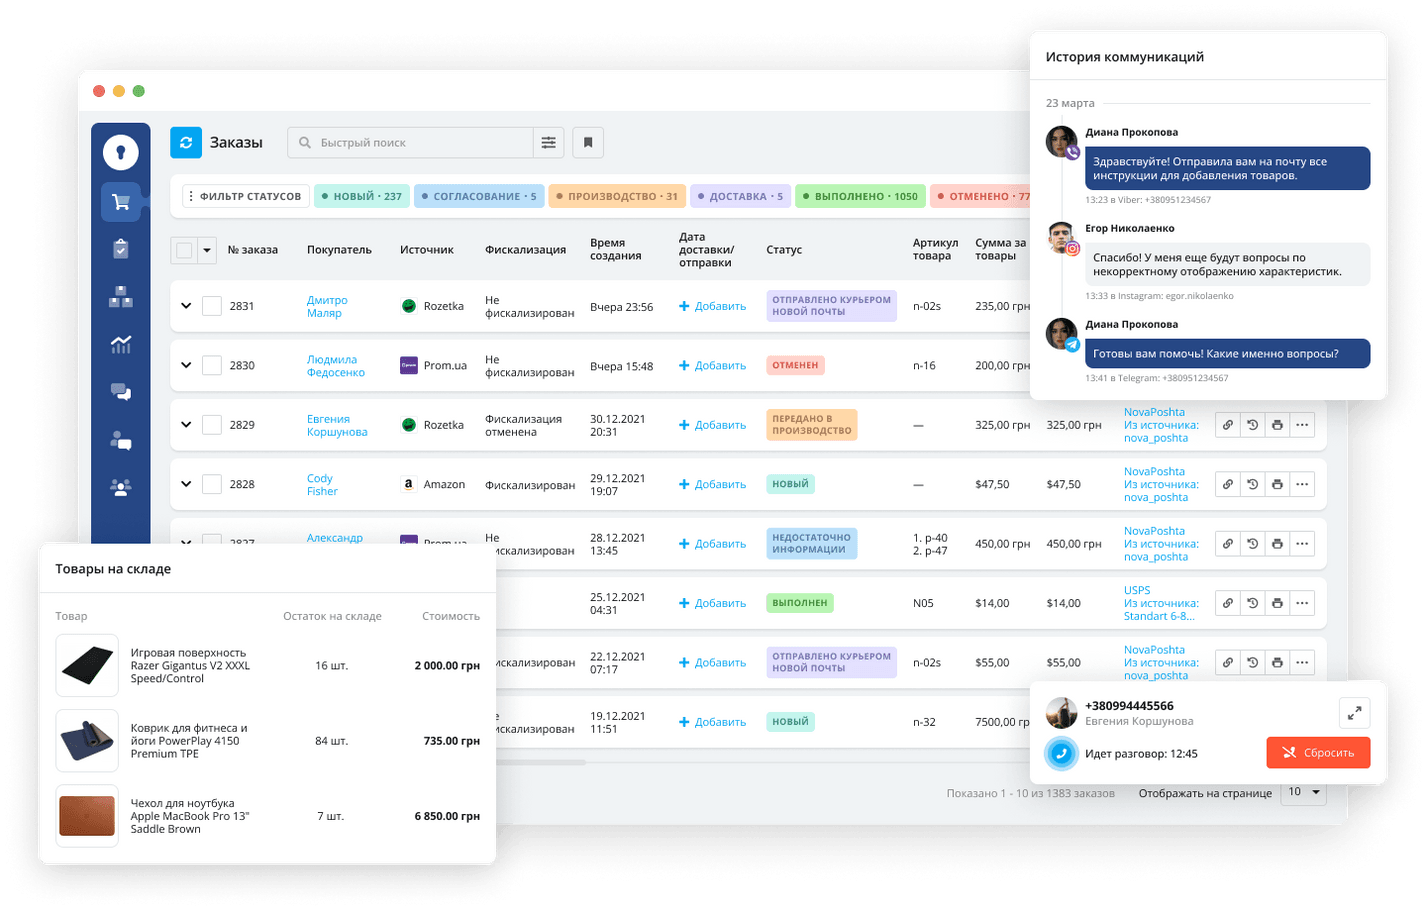 История коммуникаций
23 марта
Диана Прокопова
Здравствуйте! Отправила вам на почту все
инструкции для добавления товаров.
13:23 в Viber: +380951234567
Егор Николаенко
Спасибо! У меня еще будут вопросы по
некорректному отображению характеристик.
13:33 в Instagram: egor.nikolaenko
Диана Прокопова
Готовы вам помочь! Какие именно вопросы?
13:41 в Telegram: +380951234567
Заказы
Быстрый поиск
ФИЛЬТР СТАТУСОВ
НОВЫЙ · 237
СОГЛАСОВАНИЕ · 5
ПРОИЗВОДСТВО · 31
ДОСТАВКА · 5
ВЫПОЛНЕНО · 1050
ОТМЕНЕНО · 77
№ заказа
Покупатель
Источник
Фискализация
Время
создания
Дата
доставки/
отправки
Статус
Артикул
товара
Сумма за
товары
2831
Дмитро
Маляр
Rozetka
Не
фискализирован
Вчера 23:56
Добавить
ОТПРАВЛЕНО КУРЬЕРОМ
НОВОЙ ПОЧТЫ
n-02s
235,00 грн
2830
Людмила
Федосенко
Prom.ua
Не
фискализирован
Вчера 15:48
Добавить
ОТМЕНЕН
n-16
200,00 грн
2829
Евгения
Коршунова
Rozetka
Фискализация
отменена
30.12.2021
20:31
Добавить
ПЕРЕДАНО В
ПРОИЗВОДСТВО
—
325,00 грн
325,00 грн
NovaPoshta
Из источника:
nova_poshta
2828
Cody
Fisher
Amazon
Фискализирован
29.12.2021
19:07
Добавить
НОВЫЙ
—
$47,50
$47,50
NovaPoshta
Из источника:
nova_poshta
2827
Александр
Prom.ua
Не
фискализирован
28.12.2021
13:45
Добавить
НЕДОСТАТОЧНО
ИНФОРМАЦИИ
1. p-40
2. p-47
450,00 грн
450,00 грн
NovaPoshta
Из источника:
nova_poshta
25.12.2021
04:31
Добавить
ВЫПОЛНЕН
N05
$14,00
$14,00
USPS
Из источника:
Standart 6-8...
искализирован
22.12.2021
07:17
Добавить
ОТПРАВЛЕНО КУРЬЕРОМ
НОВОЙ ПОЧТЫ
n-02s
$55,00
$55,00
NovaPoshta
Из источника:
nova_poshta
е
искализирован
19.12.2021
11:51
Добавить
НОВЫЙ
n-32
7500,00 гр
Показано 1 - 10 из 1383 заказов
Отображать на странице
10
Товары на складе
Товар
Остаток на складе
Стоимость
Игровая поверхность
Razer Gigantus V2 XXXL
Speed/Control
16 шт.
2 000.00 грн
Коврик для фитнеса и
йоги PowerPlay 4150
Premium TPE
84 шт.
735.00 грн
Чехол для ноутбука
Apple MacBook Pro 13"
Saddle Brown
7 шт.
6 850.00 грн
+380994445566
Евгения Коршунова
Идет разговор: 12:45
Сбросить